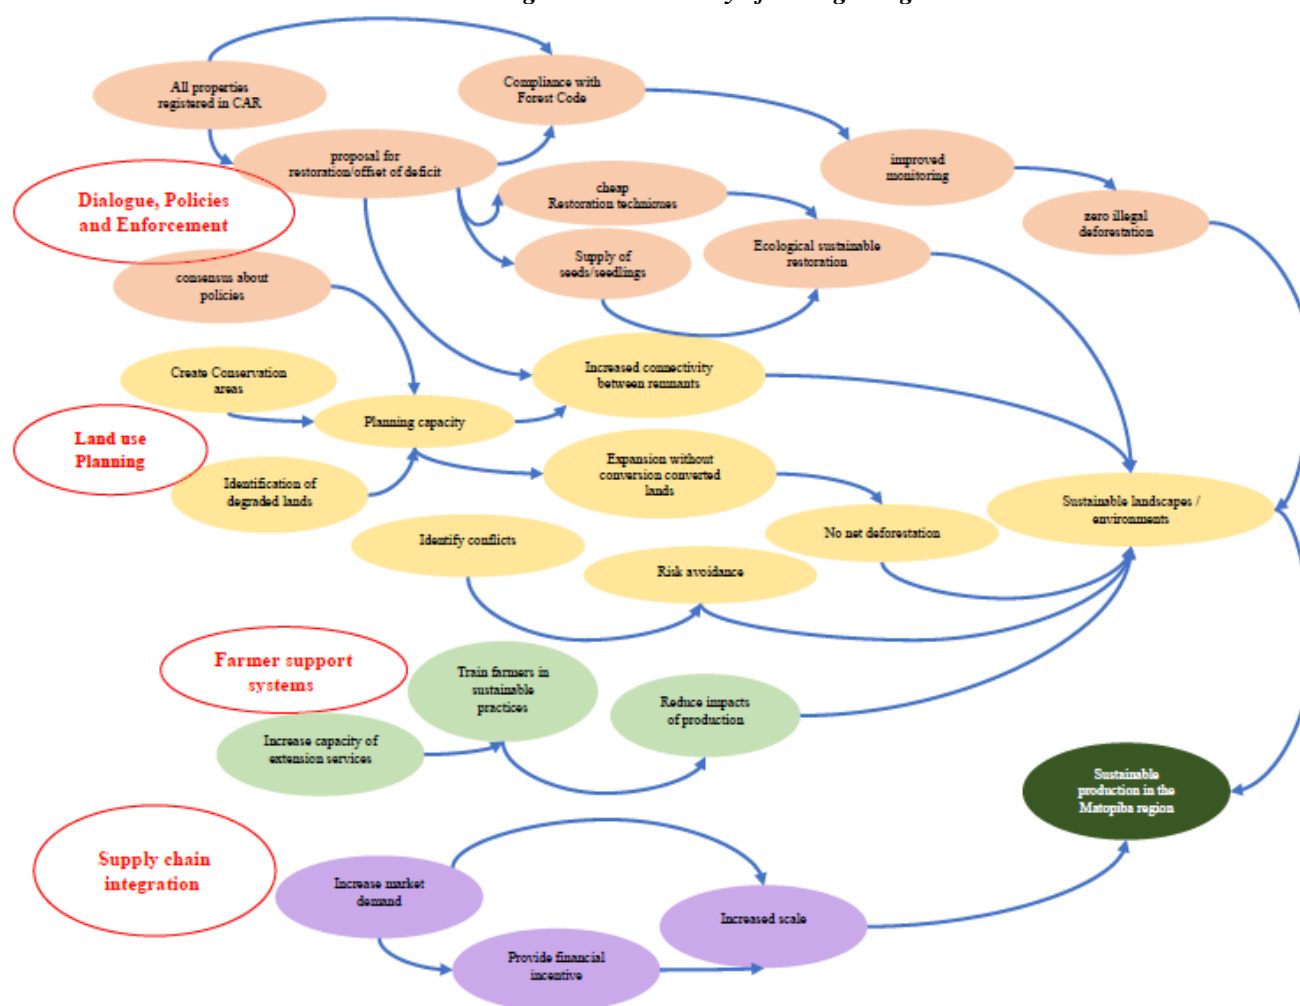 All properties
registered in CAR
Compliance with
Forest Code
proposal for
restoration/offset of deficit
improved
monitoring
Dialogue, Policies
and Enforcement
cheap
Restoration techniques
zero illegal
deforestation
Supply of
seeds/seedlings
Ecological sustainable
restoration
consensus about
policies
Create Conservation
areas
Increased connectivity
between remnants
Planning capacity
Land use
Planning
Identification of
degraded lands
Expansion without
conversion converted
lands
Sustainable landscapes /
environments
No net deforestation
Identify conflicts
Risk avoidance
Farmer support
systems
Train farmers in
sustainable
practices
Reduce impacts
of production
Increase capacity of
extension services
Sustainable
production in the
Matopiba region
Supply chain
integration
Increase market
demand
Increased scale
Provide financial
incentive